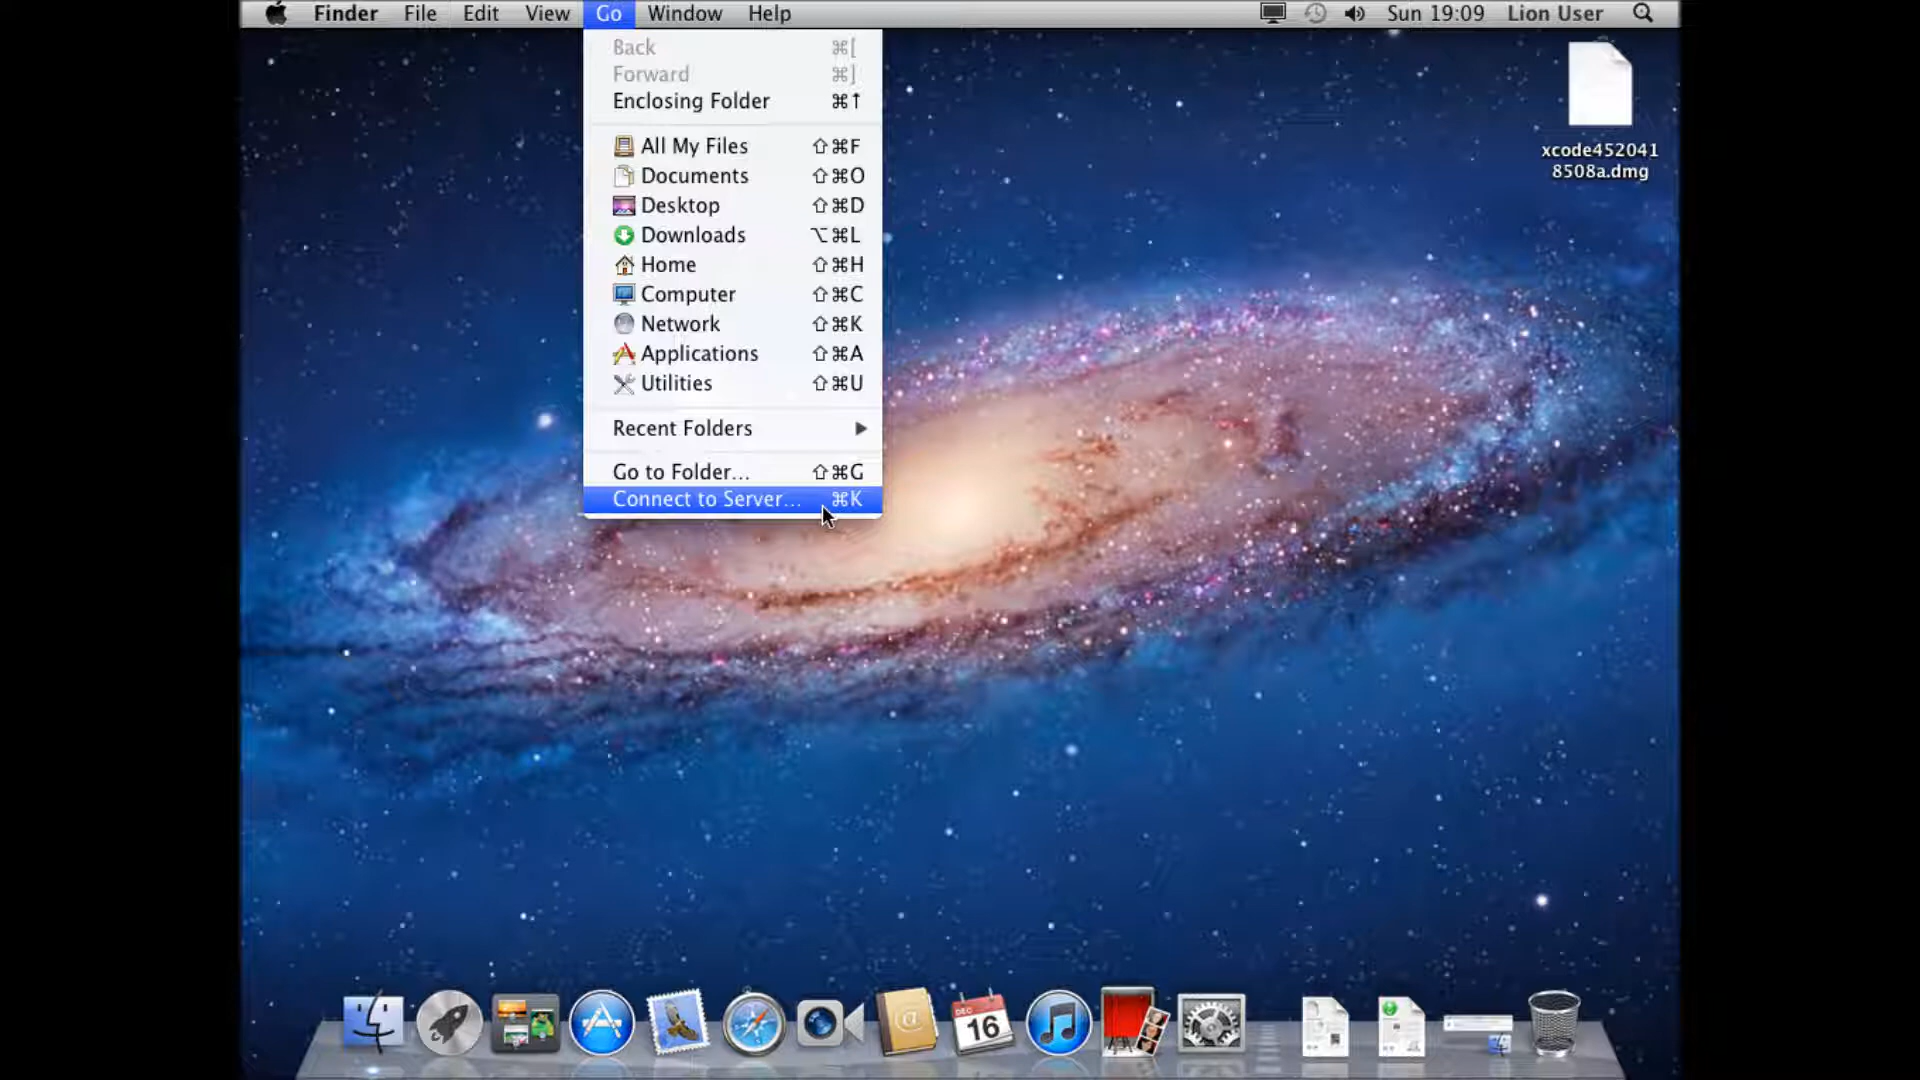 Finder File Edit View Go Window Help Sun 19:09 Lion User
Back ⌘[
Forward ⌘]
Enclosing Folder ⌘↑
All My Files ⇧⌘F
Documents ⇧⌘O
Desktop ⇧⌘D
Downloads ⌥⌘L
Home ⇧⌘H
Computer ⇧⌘C
Network ⇧⌘K
Applications ⇧⌘A
Utilities ⇧⌘U
Recent Folders ▶
Go to Folder... ⇧⌘G
Connect to Server... ⌘K
xcode452041
8508a.dmg
DEC
16